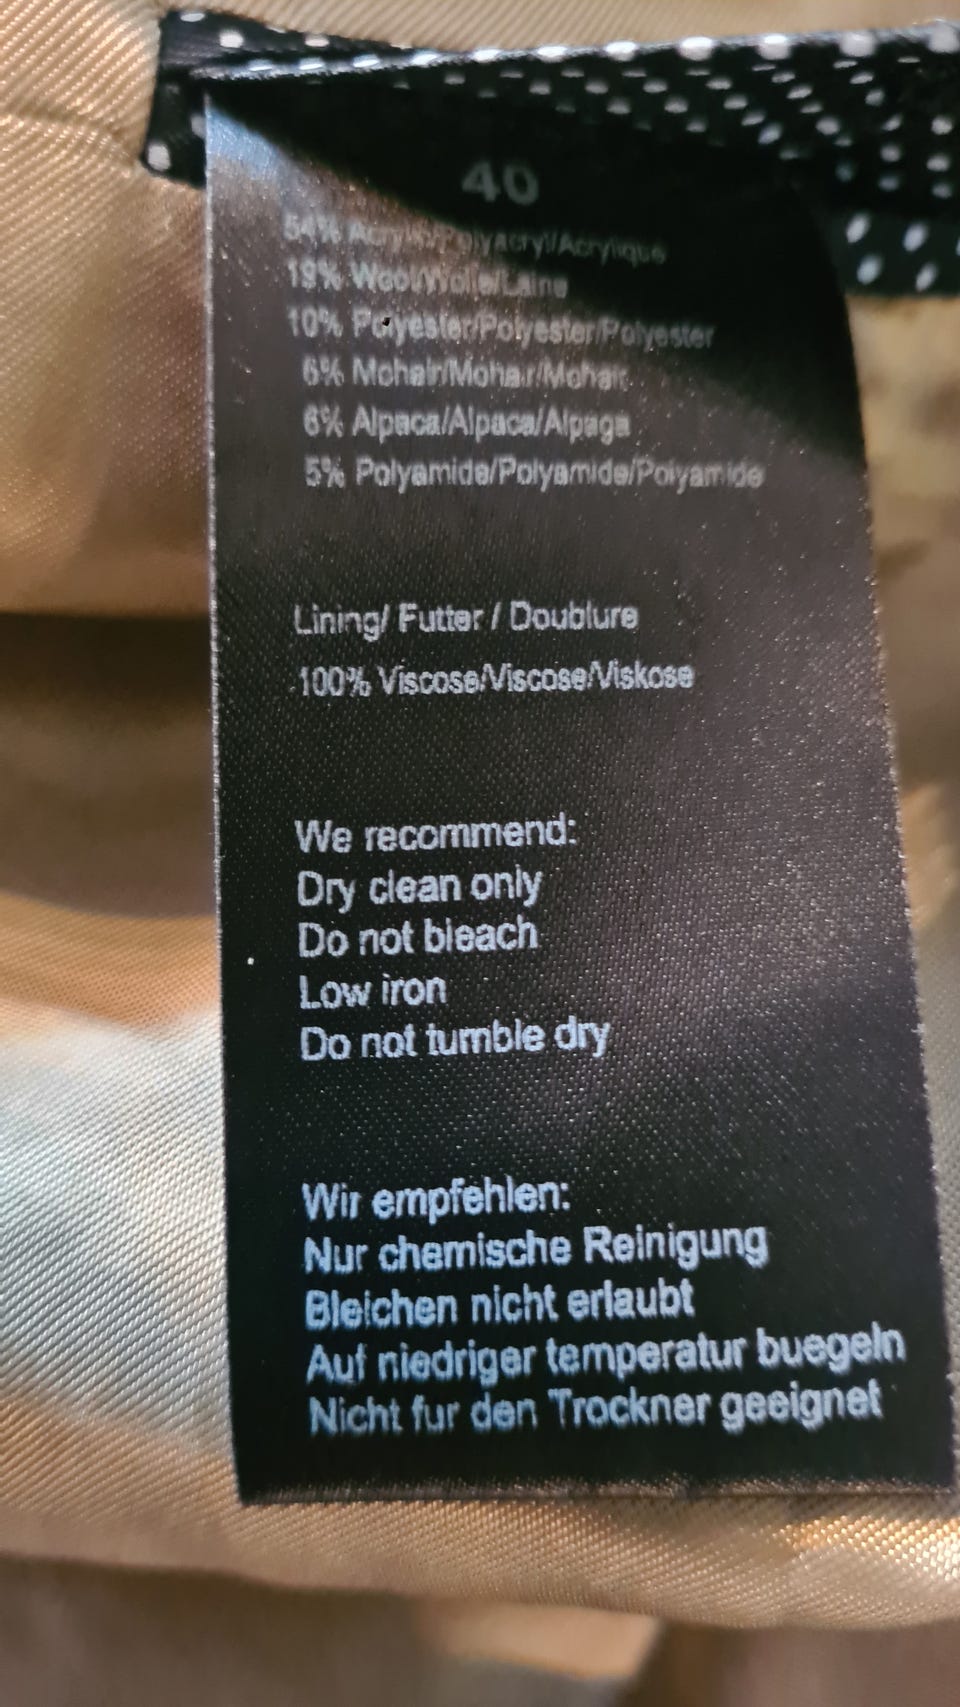 40
54% Acrylic/Polyacryl/Acrylique
19% Wool/Wolle/Laine
10% Polyester/Polyester/Polyester
6% Mohair/Mohair/Mohair
6% Alpaca/Alpaca/Alpaga
5% Polyamide/Polyamide/Polyamide
Lining/ Futter / Doublure
100% Viscose/Viscose/Viskose
We recommend:
Dry clean only
Do not bleach
Low iron
Do not tumble dry
Wir empfehlen:
Nur chemische Reinigung
Bleichen nicht erlaubt
Auf niedriger temperatur buegeln
Nicht fur den Trockner geeignet